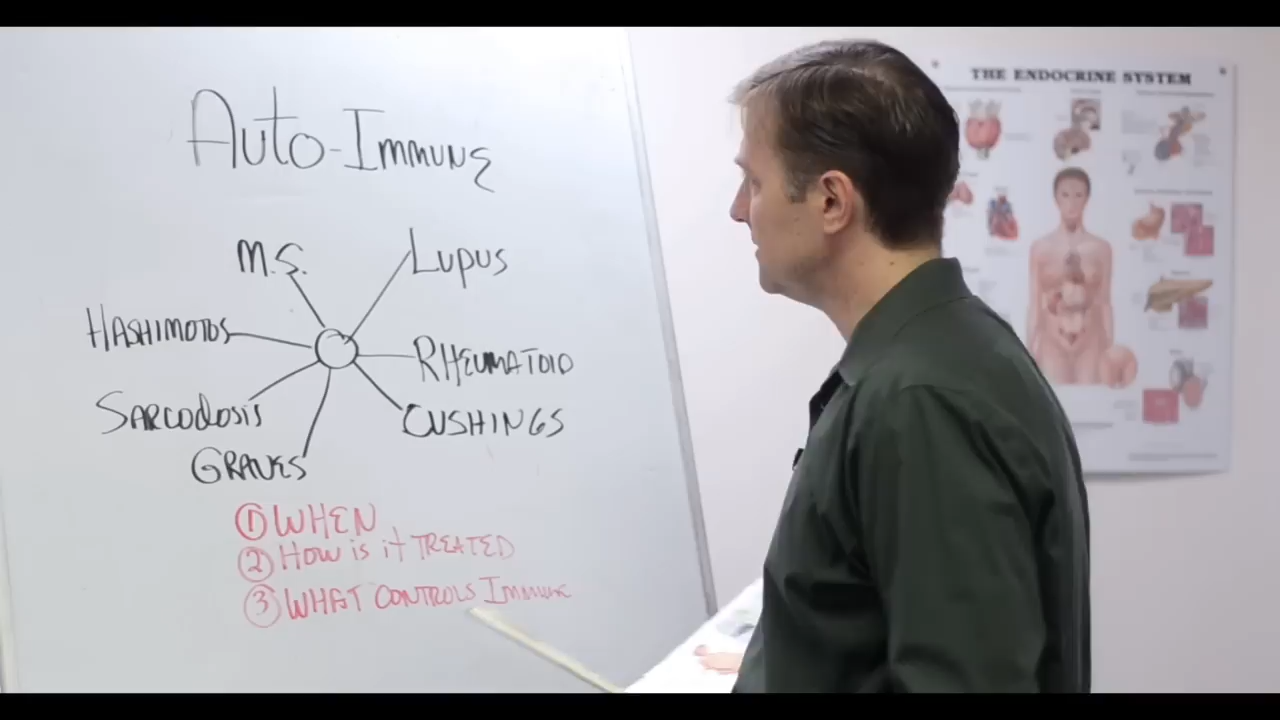 Auto-Immune
M.S.
Lupus
HASHIMOTOS
RHEUMATOID
SARCODOSIS
CUSHINGS
GRAVES
① WHEN
② HOW is it TREATED
③ WHAT CONTROLS Immune
THE ENDOCRINE SYSTEM